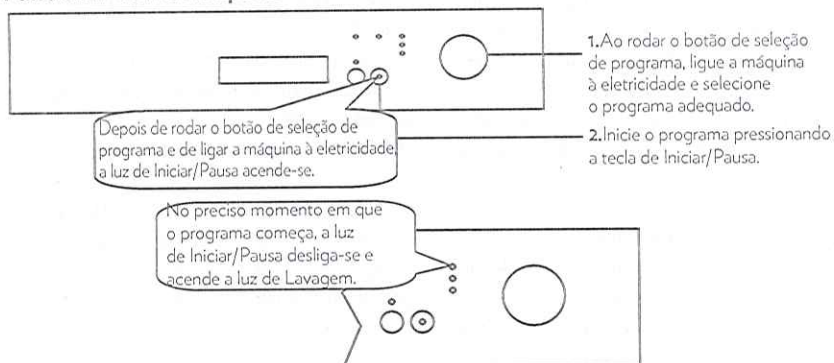 1.Ao rodar o botão de seleção
de programa, ligue a máquina
à eletricidade e selecione
o programa adequado.
Depois de rodar o botão de seleção de
programa e de ligar a máquina à eletricidade,
a luz de Iniciar/Pausa acende-se.
2.Inicie o programa pressionando
a tecla de Iniciar/Pausa.
No preciso momento em que
o programa começa, a luz
de Iniciar/Pausa desliga-se e
acende a luz de Lavagem.